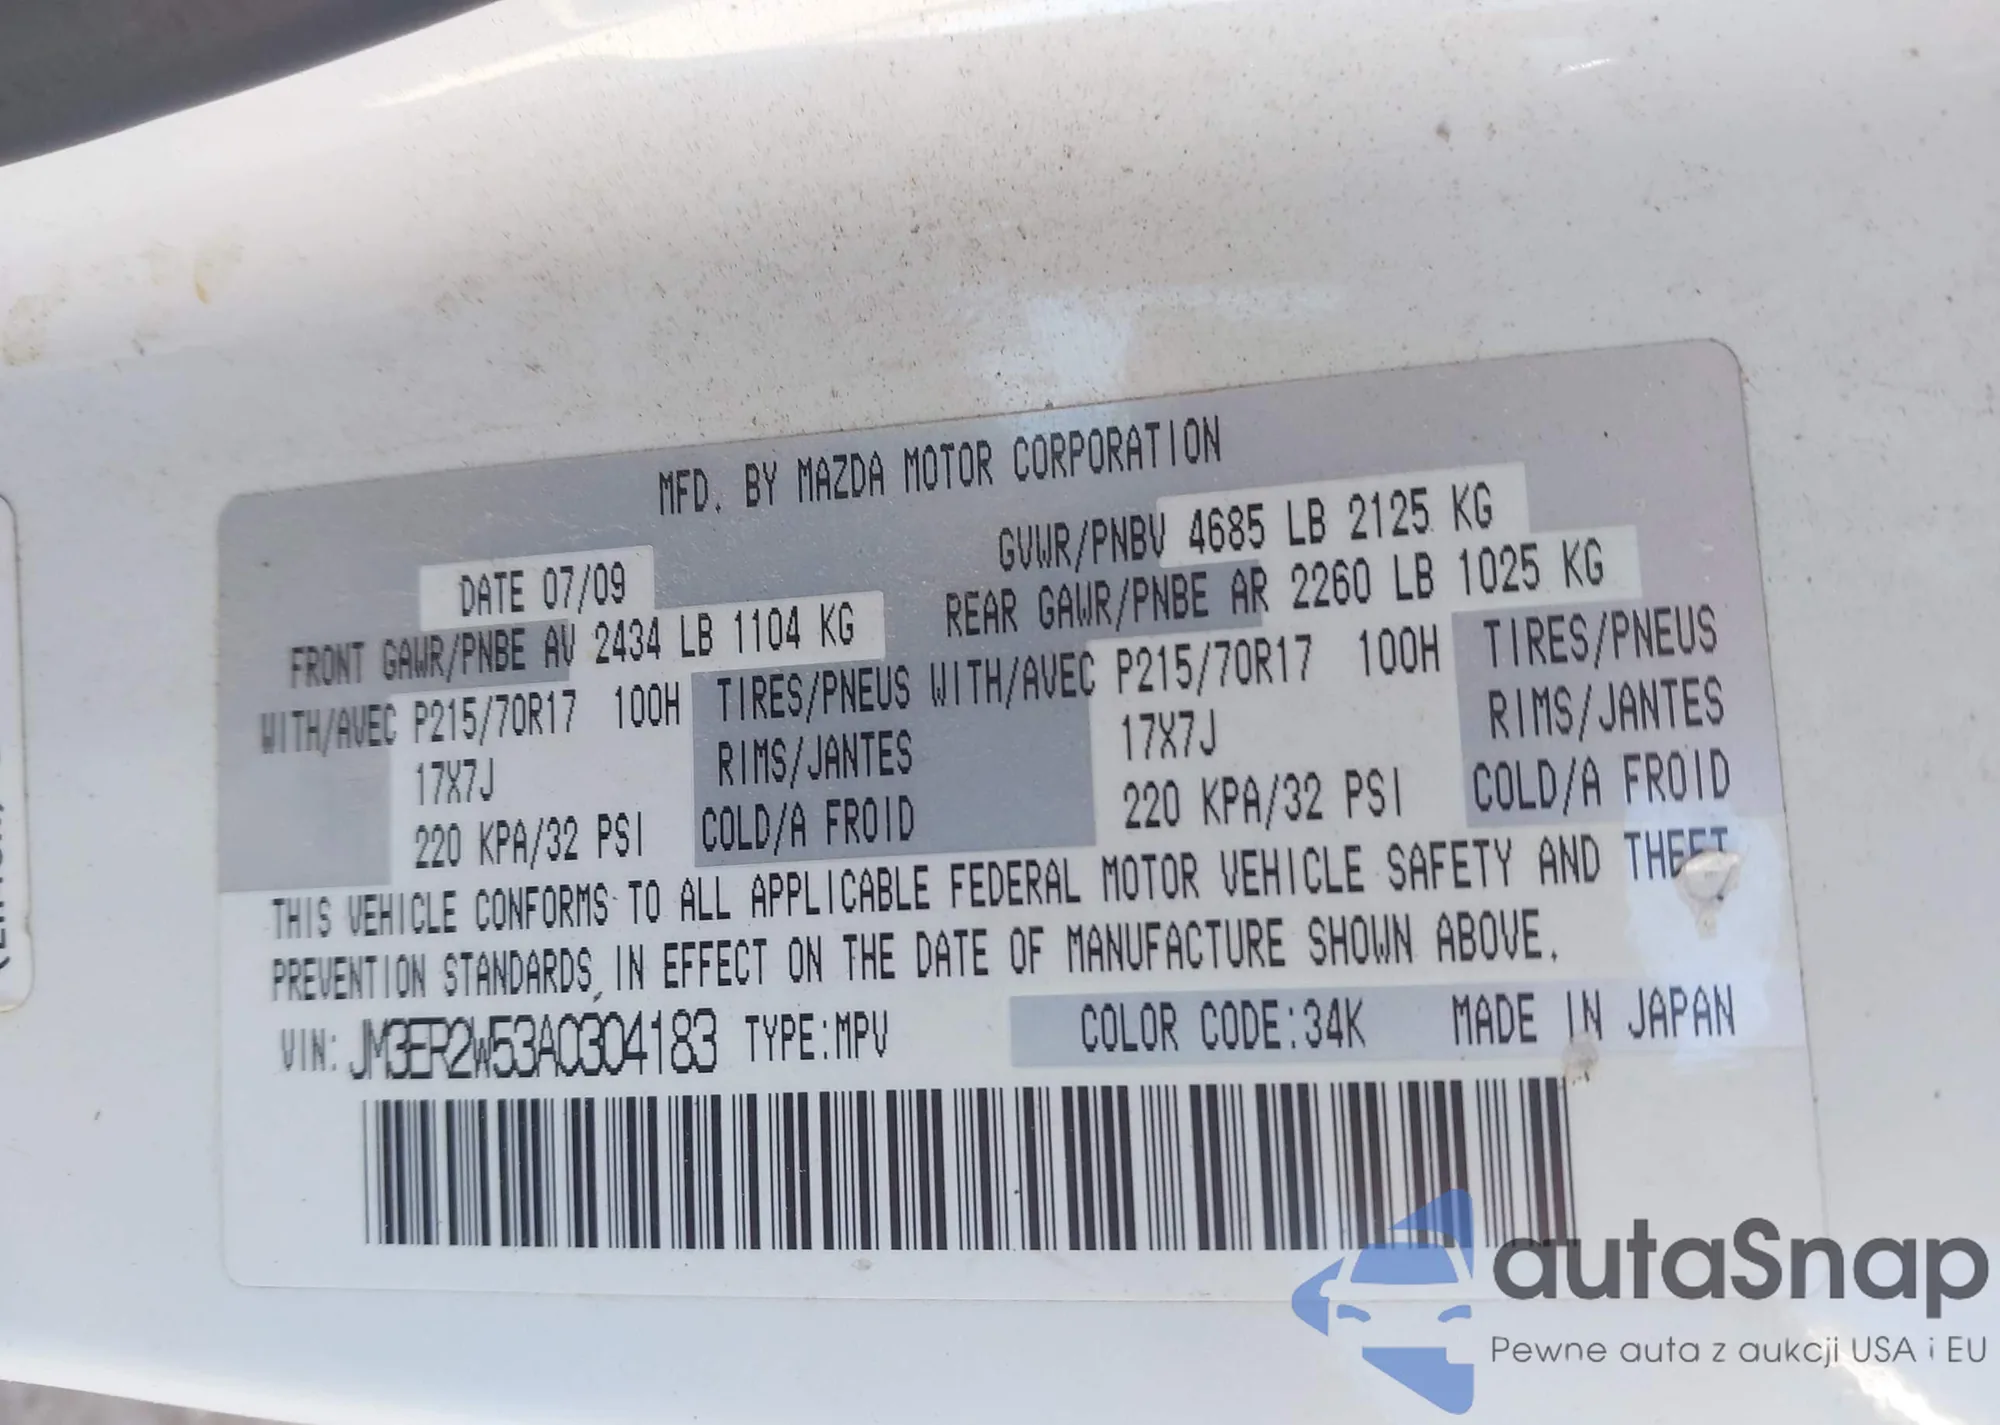 MFD. BY MAZDA MOTOR CORPORATION
DATE 07/09
GVWR/PNBV 4685 LB 2125 KG
FRONT GAWR/PNBE AV 2434 LB 1104 KG
REAR GAWR/PNBE AR 2260 LB 1025 KG
WITH/AVEC P215/70R17 100H TIRES/PNEUS WITH/AVEC P215/70R17 100H TIRES/PNEUS
17X7J RIMS/JANTES 17X7J RIMS/JANTES
220 KPA/32 PSI COLD/A FROID 220 KPA/32 PSI COLD/A FROID
THIS VEHICLE CONFORMS TO ALL APPLICABLE FEDERAL MOTOR VEHICLE SAFETY AND THEFT
PREVENTION STANDARDS IN EFFECT ON THE DATE OF MANUFACTURE SHOWN ABOVE.
VIN: JM3ER2W53A0304183 TYPE:MPV COLOR CODE:34K MADE IN JAPAN
autaSnap
Pewne auta z aukcji USA i EU